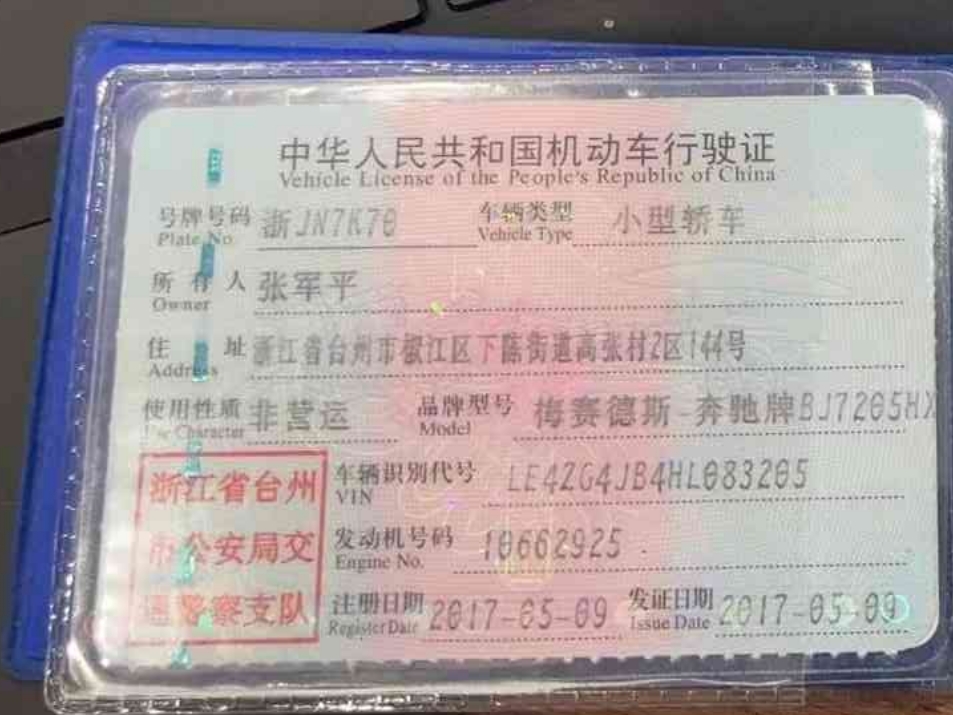 中华人民共和国机动车行驶证
Vehicle License of the People's Republic of China
号牌号码 浙JN7K70 车辆类型 小型轿车
Plate No. Vehicle Type
所有人 张军平
Owner
住址 浙江省台州市椒江区下陈街道高张村2区144号
Address
使用性质 非营运 品牌型号 梅赛德斯-奔驰牌BJ7205HX
Use Character Model
浙江省台州 车辆识别代号 LE4ZG4JB4HL083205
VIN
市公安局交 发动机号码 10662925
Engine No.
通警察支队 注册日期 2017-05-09 发证日期 2017-05-09
Register Date Issue Date